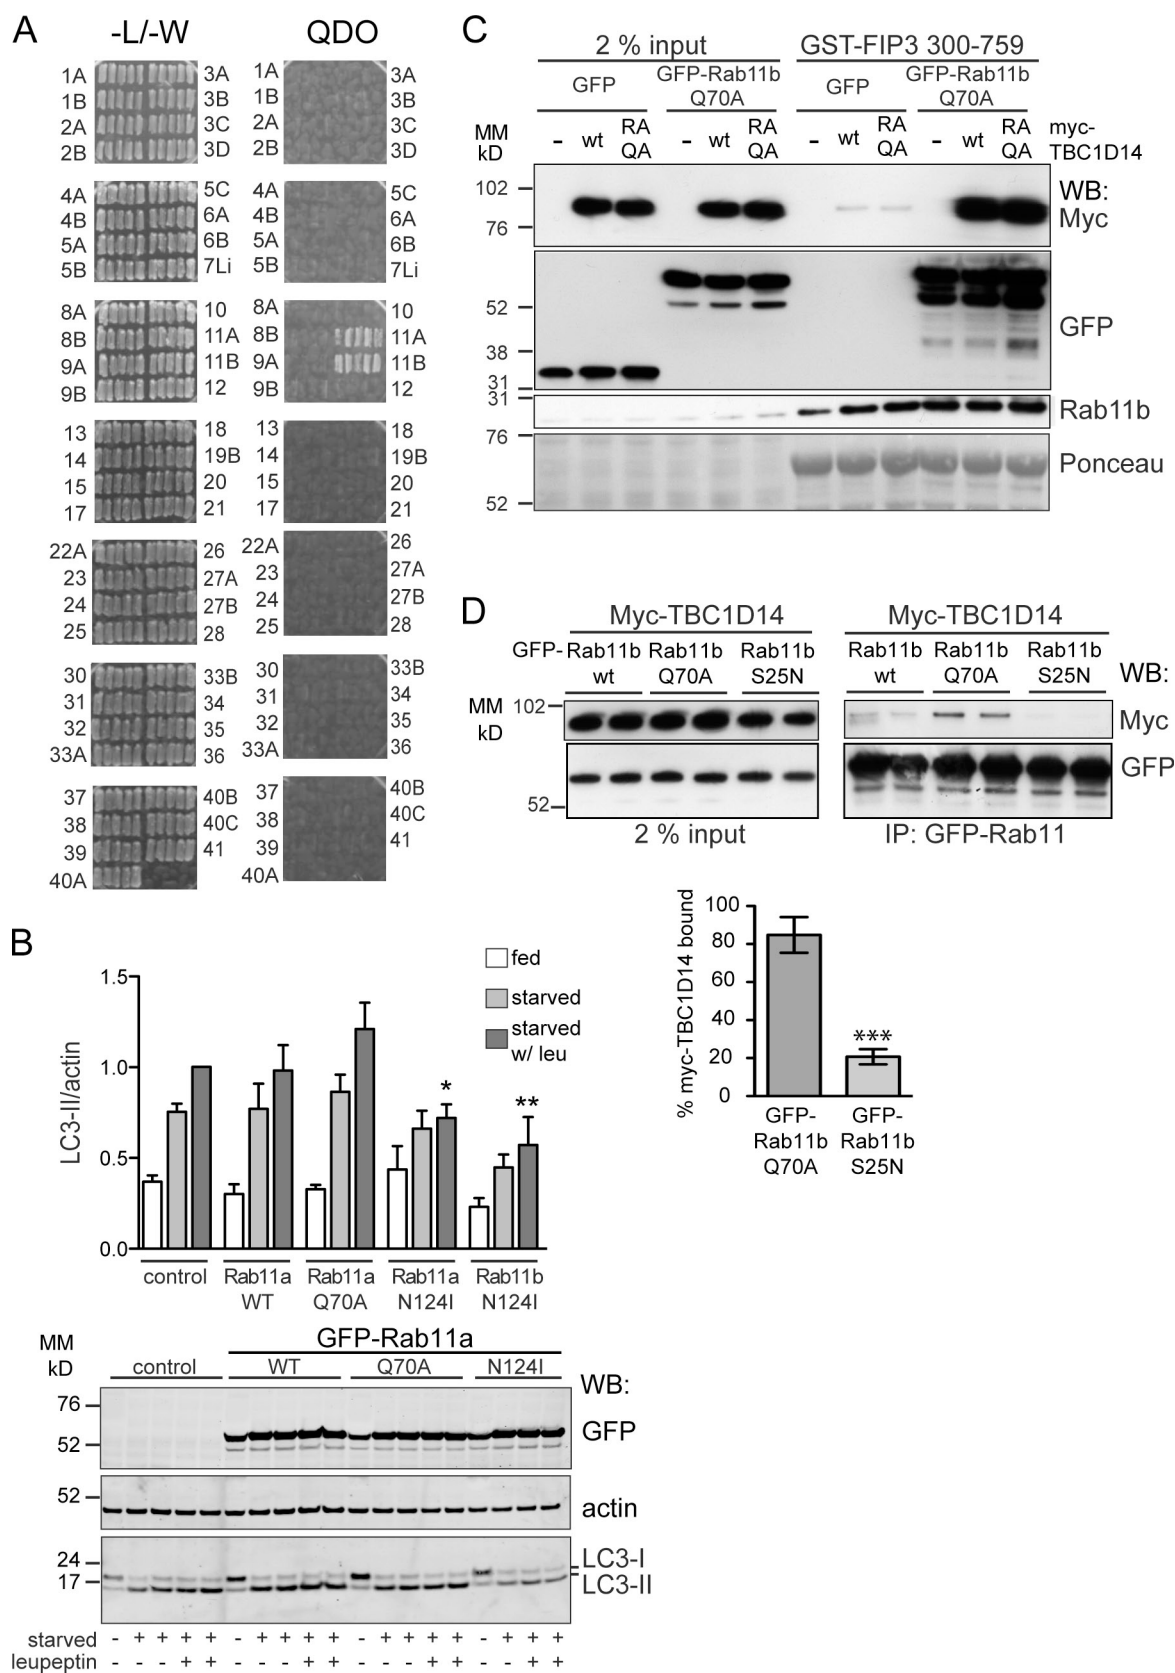 A
-L/-W
QDO
1A 3A 1A 3A
1B 3B 1B 3B
2A 3C 2A 3C
2B 3D 2B 3D
4A 5C 4A 5C
4B 6A 4B 6A
5A 6B 5A 6B
5B 7Li 5B 7Li
8A 10 8A 10
8B 11A 8B 11A
9A 11B 9A 11B
9B 12 9B 12
13 18 13 18
14 19B 14 19B
15 20 15 20
17 21 17 21
22A 26 22A 26
23 27A 23 27A
24 27B 24 27B
25 28 25 28
30 33B 30 33B
31 34 31 34
32 35 32 35
33A 36 33A 36
37 40B 37 40B
38 40C 38 40C
39 41 39 41
40A 40A
B
fed
starved
starved
w/ leu
LC3-II/actin
1.5
1.0
0.5
0.0
* **
control Rab11a Rab11a Rab11a Rab11b
WT Q70A N124I N124I
MM
kD
GFP-Rab11a
control WT Q70A N124I
WB:
76
52
GFP
52
actin
24
17
LC3-I
LC3-II
starved - + + + + - + + + + - + + + + - + + +
leupeptin - - - + + - - - + + - - - + + - - + +
C
2 % input GST-FIP3 300-759
GFP GFP-Rab11b GFP GFP-Rab11b
Q70A Q70A
MM
kD
- wt RA - wt RA - wt RA - wt RA
QA QA QA QA
myc-
TBC1D14
102
76
WB:
Myc
52
38
31
GFP
31
Rab11b
76
52
Ponceau
D
Myc-TBC1D14 Myc-TBC1D14
GFP- Rab11b Rab11b Rab11b Rab11b Rab11b Rab11b
wt Q70A S25N wt Q70A S25N
WB:
MM
kD
102
Myc
52
GFP
2 % input IP: GFP-Rab11
% myc-TBC1D14 bound
100
80
60
40
20
0
***
GFP- GFP-
Rab11b Rab11b
Q70A S25N